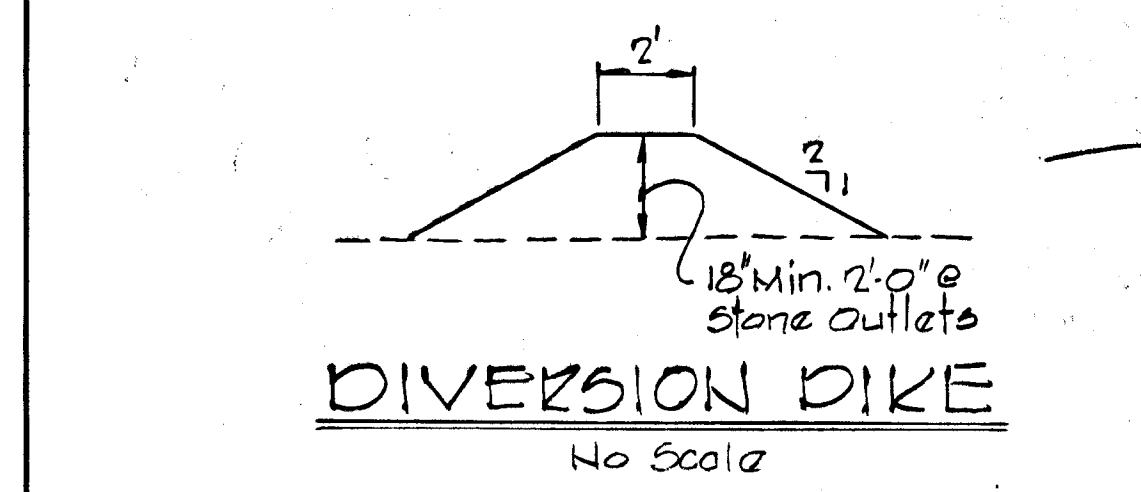 2'
2
1
18" Min. 2'-0" @
Stone Outlets
DIVERSION DIKE
No Scale